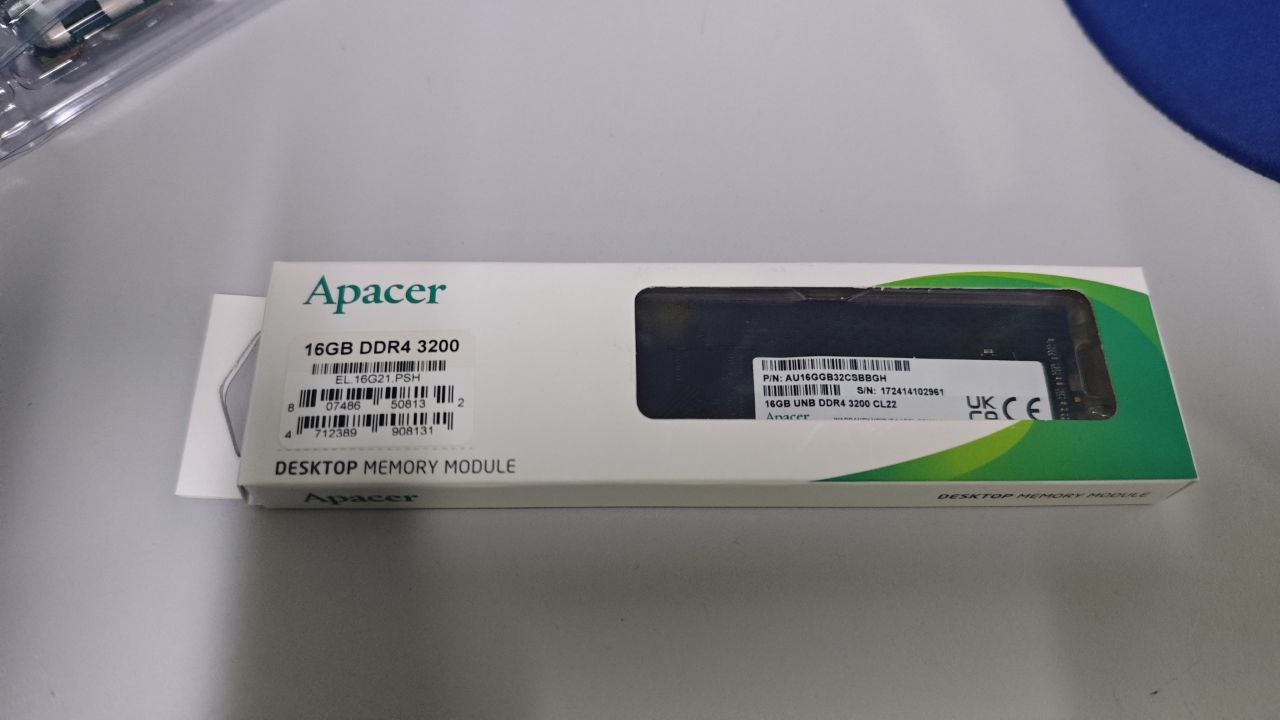 Apacer
16GB DDR4 3200
EL.16G21.PSH
8 07486 50813 2
4 712389 908131
DESKTOP MEMORY MODULE
P/N: AU16GGB32CSBBGH
S/N: 172414102961
16GB UNB DDR4 3200 CL22
Apacer
UK
CA CE
Apacer
DESKTOP MEMORY MODULE